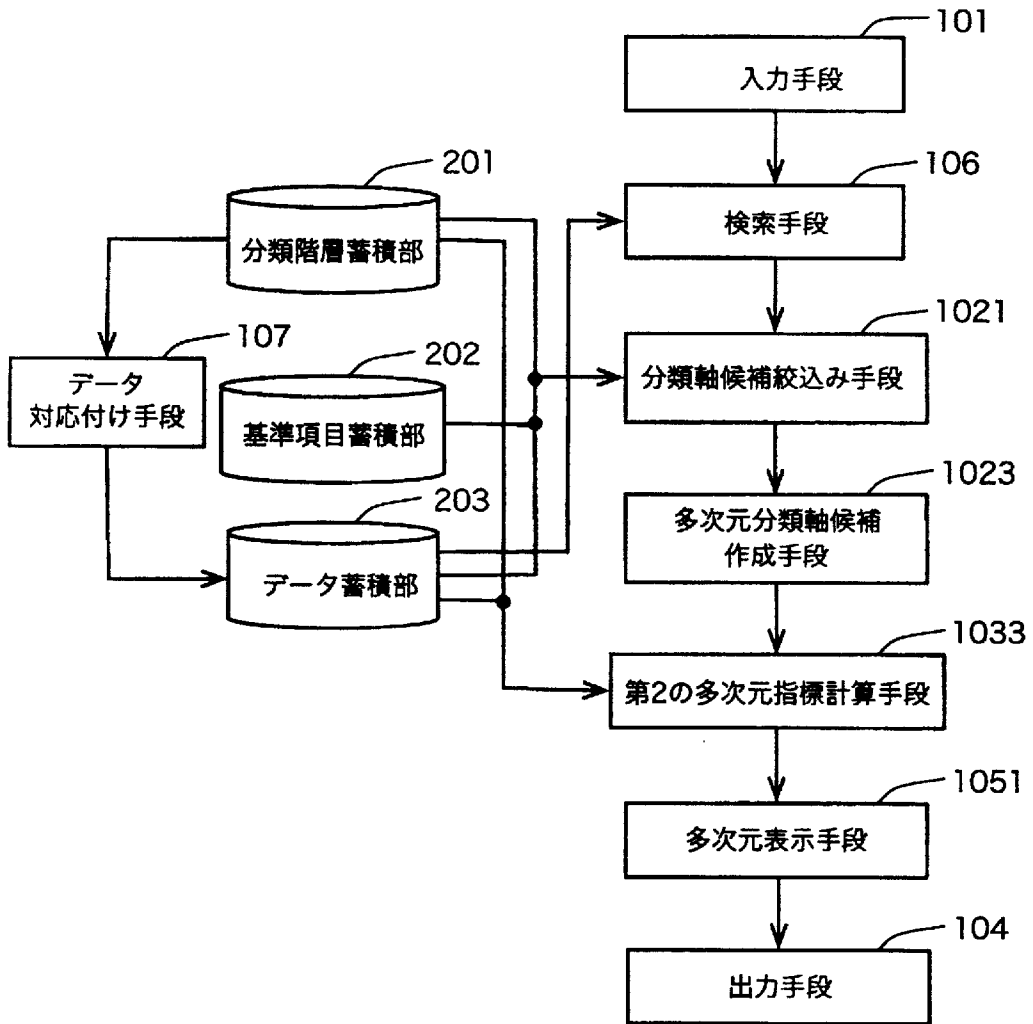 101
入力手段
106
検索手段
201
分類階層蓄積部
1021
分類軸候補絞込み手段
107
データ
対応付け手段
202
基準項目蓄積部
1023
多次元分類軸候補
作成手段
203
データ蓄積部
1033
第2の多次元指標計算手段
1051
多次元表示手段
104
出力手段